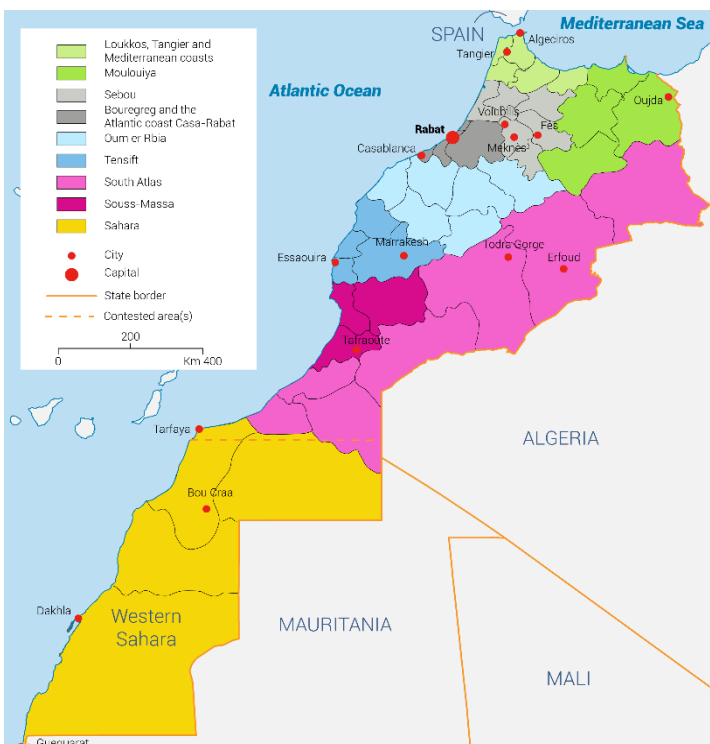 Loukkos, Tangier and
Mediterranean coasts
Moulouiya
Sebou
Bouregreg and the
Atlantic coast Casa-Rabat
Oum er Rbia
Tensift
South Atlas
Souss-Massa
Sahara
City
Capital
State border
Contested area(s)
200
0
Km 400
Mediterranean Sea
SPAIN
Algeciros
Tangier
Atlantic Ocean
Oujda
Rabat
Fès
Meknès
Casablanca
Essaouira
Marrakesh
Todra Gorge
Erfoud
Tafraoute
Tarfaya
ALGERIA
Bou Craa
Dakhla
Western
Sahara
MAURITANIA
MALI